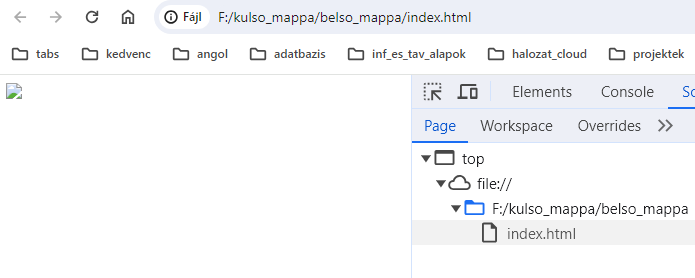 Fájl F:/kulso_mappa/belso_mappa/index.html
tabs kedvenc angol adatbazis inf_es_tav_alapok halozat_cloud projektek
Elements Console So
Page Workspace Overrides
top
file://
F:/kulso_mappa/belso_mappa
index.html